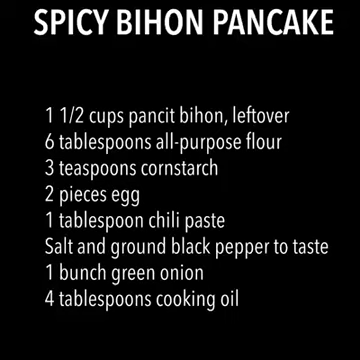 SPICY BIHON PANCAKE
1 1/2 cups pancit bihon, leftover
6 tablespoons all-purpose flour
3 teaspoons cornstarch
2 pieces egg
1 tablespoon chili paste
Salt and ground black pepper to taste
1 bunch green onion
4 tablespoons cooking oil